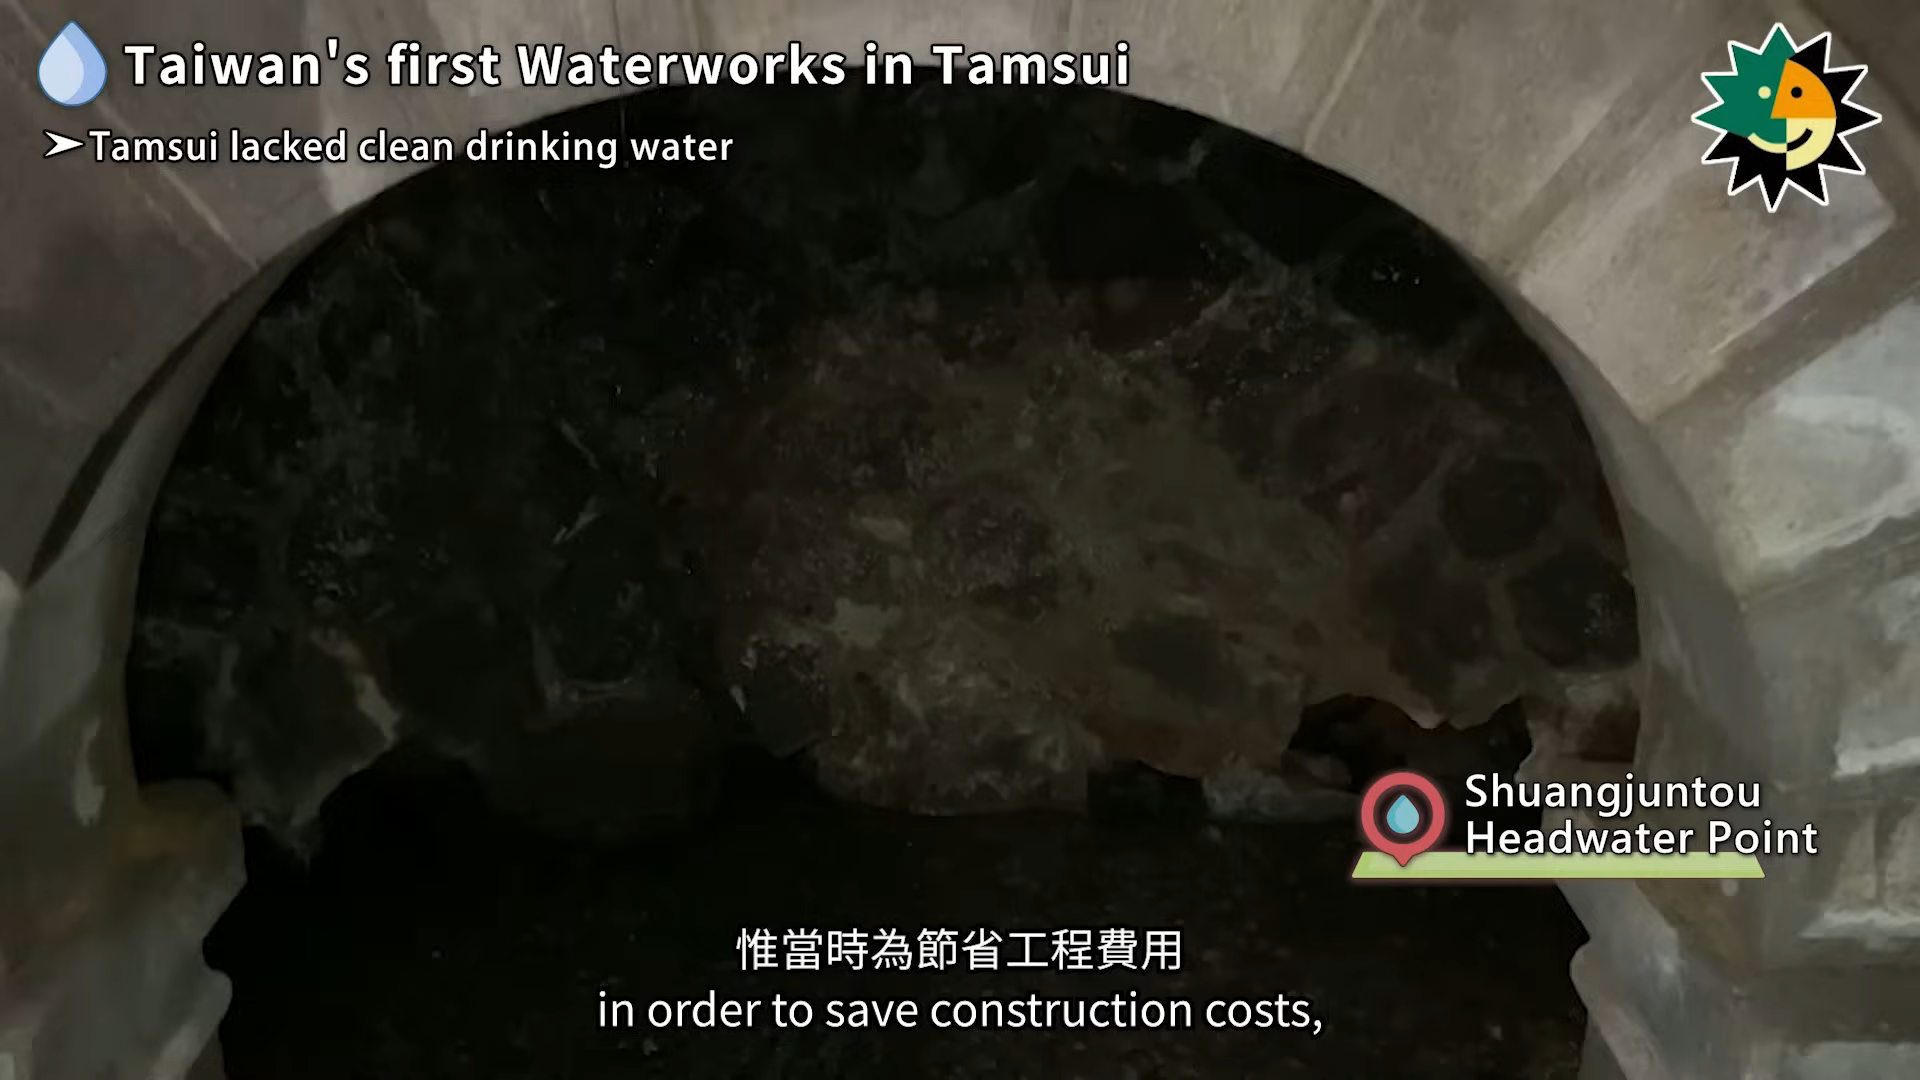 Taiwan's first Waterworks in Tamsui
➢Tamsui lacked clean drinking water
Shuangjuntou
Headwater Point
惟當時為節省工程費用
in order to save construction costs,